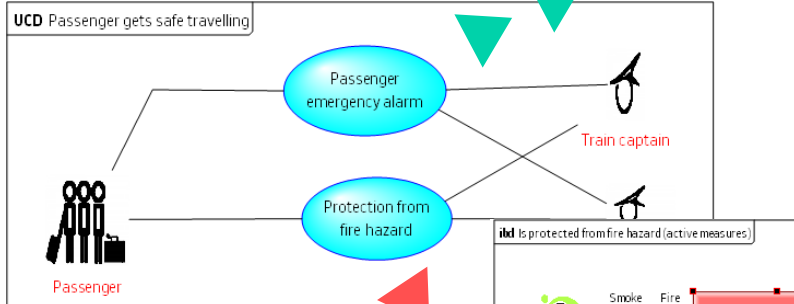 UCD Passenger gets safe travelling
Passenger
emergency alarm
Train captain
Protection from
fire hazard
Passenger
ibd Is protected from fire hazard (active measures)
Smoke Fire